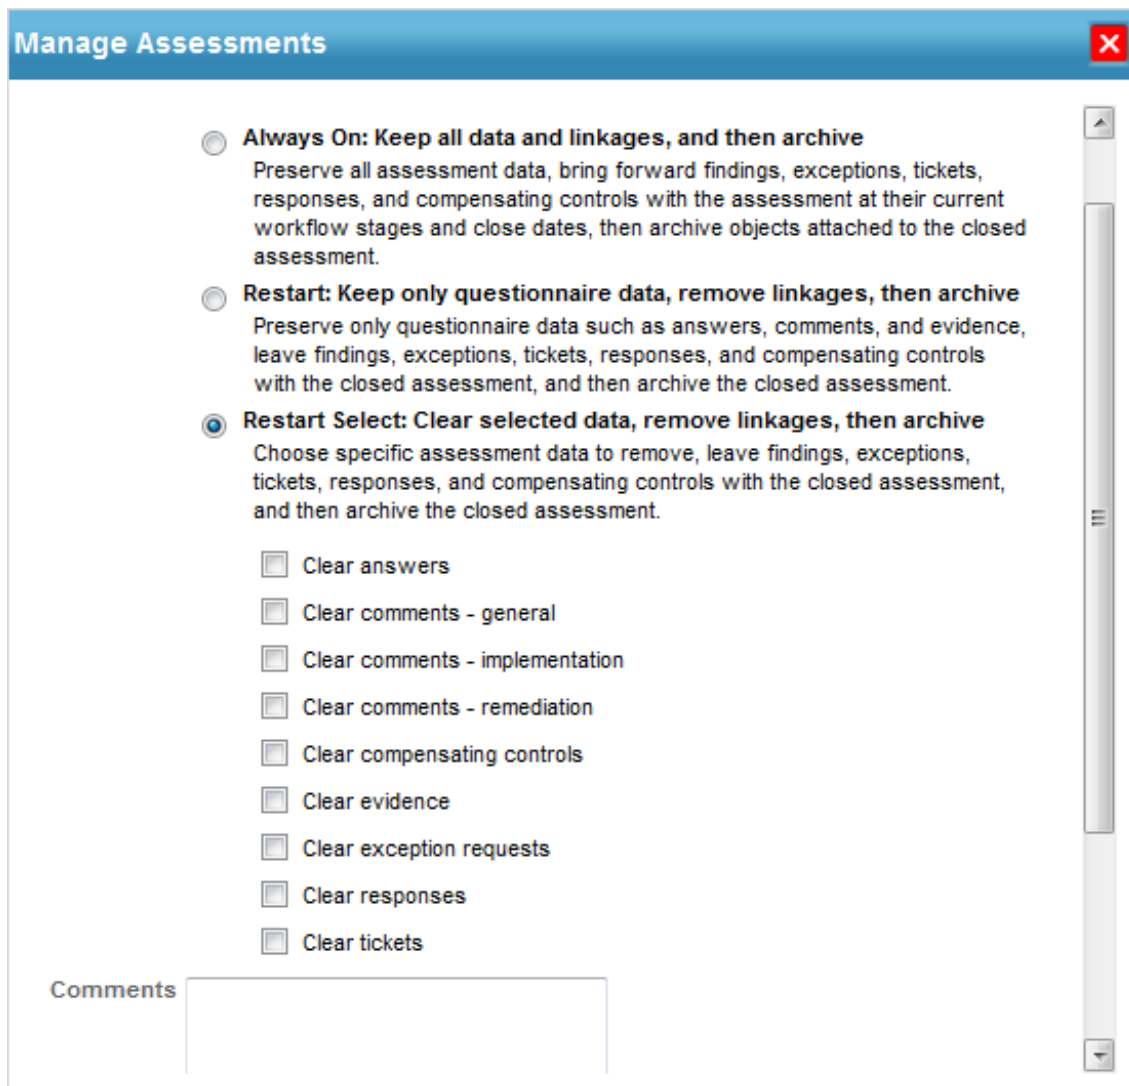 Manage Assessments
Always On: Keep all data and linkages, and then archive
Preserve all assessment data, bring forward findings, exceptions, tickets,
responses, and compensating controls with the assessment at their current
workflow stages and close dates, then archive objects attached to the closed
assessment.
Restart: Keep only questionnaire data, remove linkages, then archive
Preserve only questionnaire data such as answers, comments, and evidence,
leave findings, exceptions, tickets, responses, and compensating controls
with the closed assessment, and then archive the closed assessment.
Restart Select: Clear selected data, remove linkages, then archive
Choose specific assessment data to remove, leave findings, exceptions,
tickets, responses, and compensating controls with the closed assessment,
and then archive the closed assessment.
Clear answers
Clear comments - general
Clear comments - implementation
Clear comments - remediation
Clear compensating controls
Clear evidence
Clear exception requests
Clear responses
Clear tickets
Comments